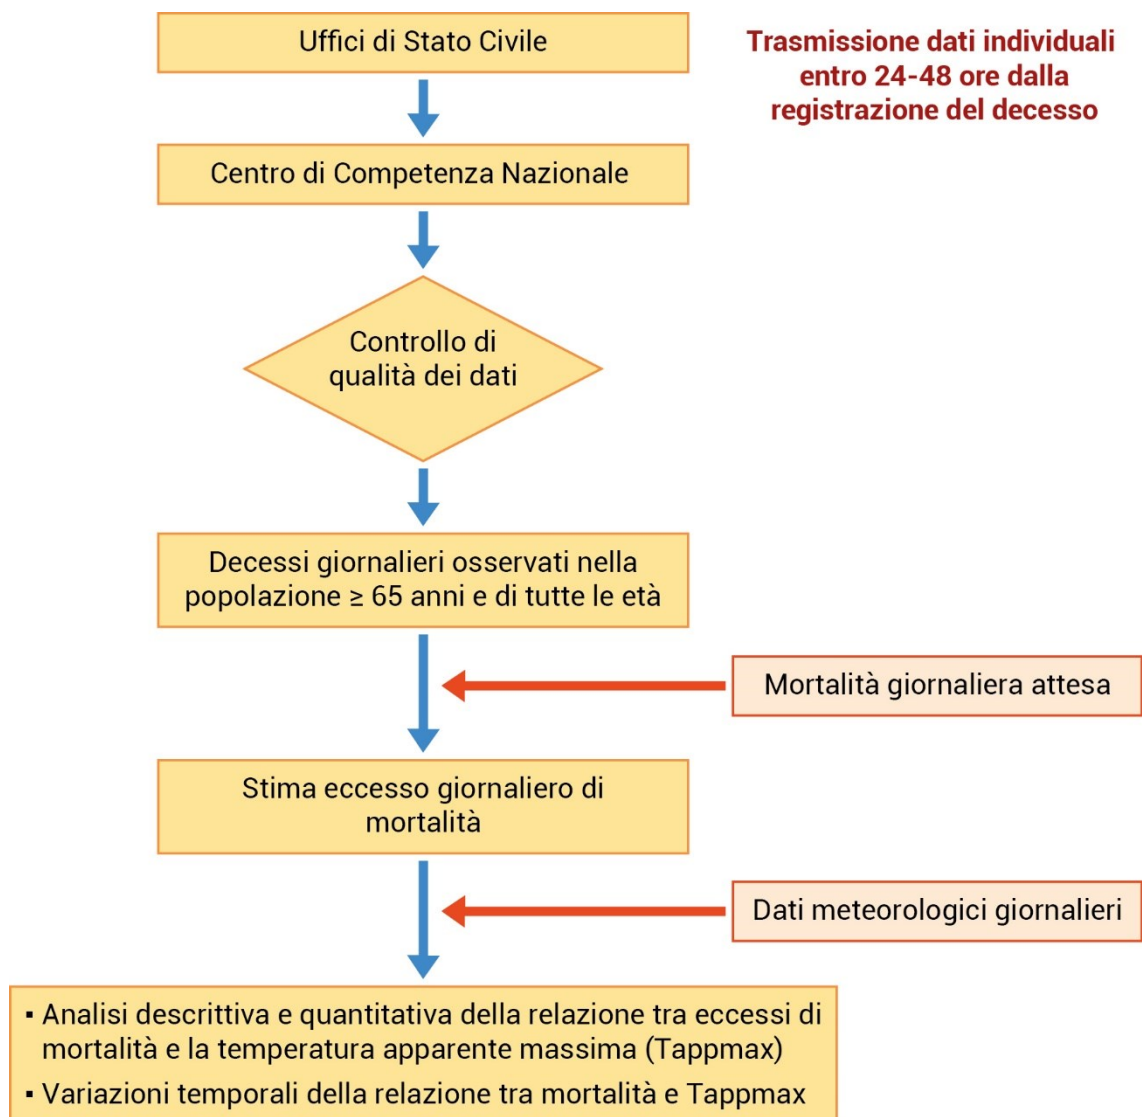 Uffici di Stato Civile
Trasmissione dati individuali
entro 24-48 ore dalla
registrazione del decesso
Centro di Competenza Nazionale
Controllo di
qualità dei dati
Decessi giornalieri osservati nella
popolazione ≥ 65 anni e di tutte le età
Mortalità giornaliera attesa
Stima eccesso giornaliero di
mortalità
Dati meteorologici giornalieri
▪ Analisi descrittiva e quantitativa della relazione tra eccessi di
mortalità e la temperatura apparente massima (Tappmax)
▪ Variazioni temporali della relazione tra mortalità e Tappmax